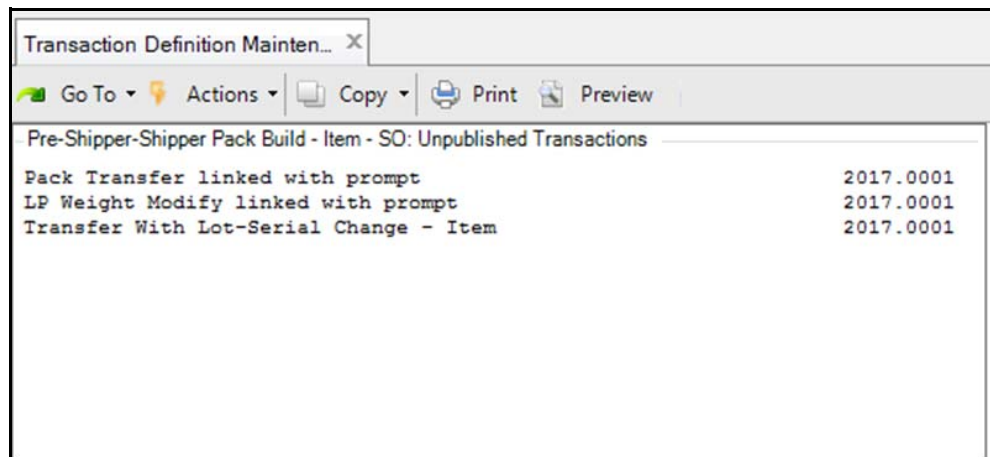 Transaction Definition Mainten... X
Go To Actions Copy Print Preview
Pre-Shipper-Shipper Pack Build - Item - SO: Unpublished Transactions
Pack Transfer linked with prompt 2017.0001
LP Weight Modify linked with prompt 2017.0001
Transfer With Lot-Serial Change - Item 2017.0001